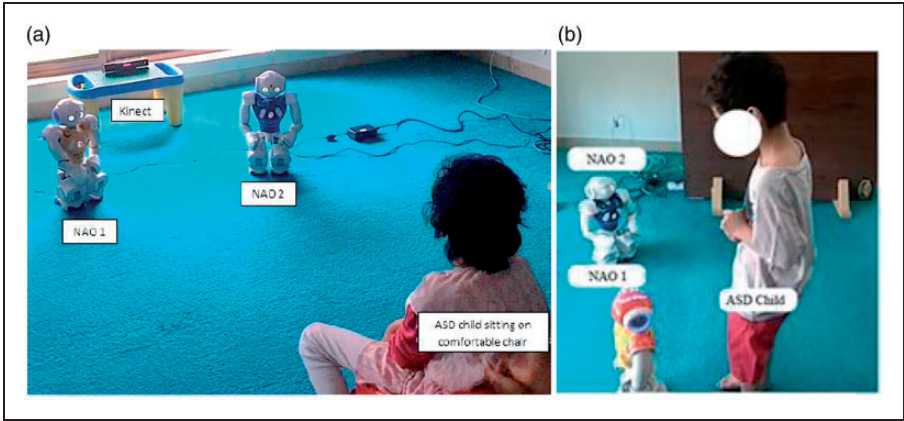 (a)
Kinect
NAO 1
NAO 2
ASD child sitting on
comfortable chair
(b)
NAO 2
NAO 1
ASD Child